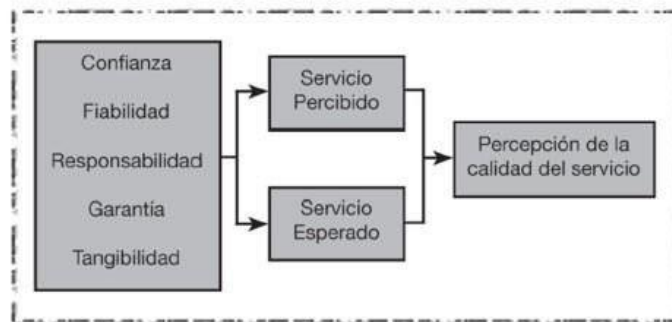 Confianza
Fiabilidad
Responsabilidad
Garantía
Tangibilidad
Servicio
Percibido
Servicio
Esperado
Percepción de la
calidad del servicio